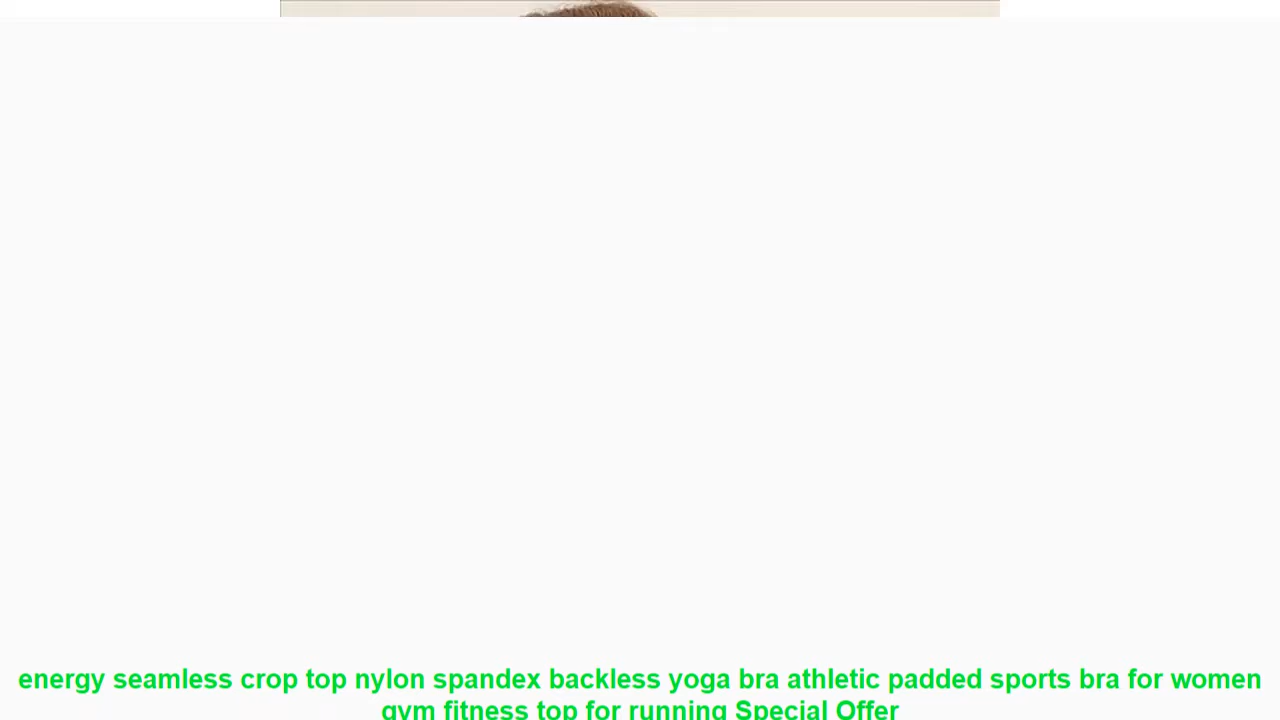 energy seamless crop top nylon spandex backless yoga bra athletic padded sports bra for women
gym fitness top for running Special Offer